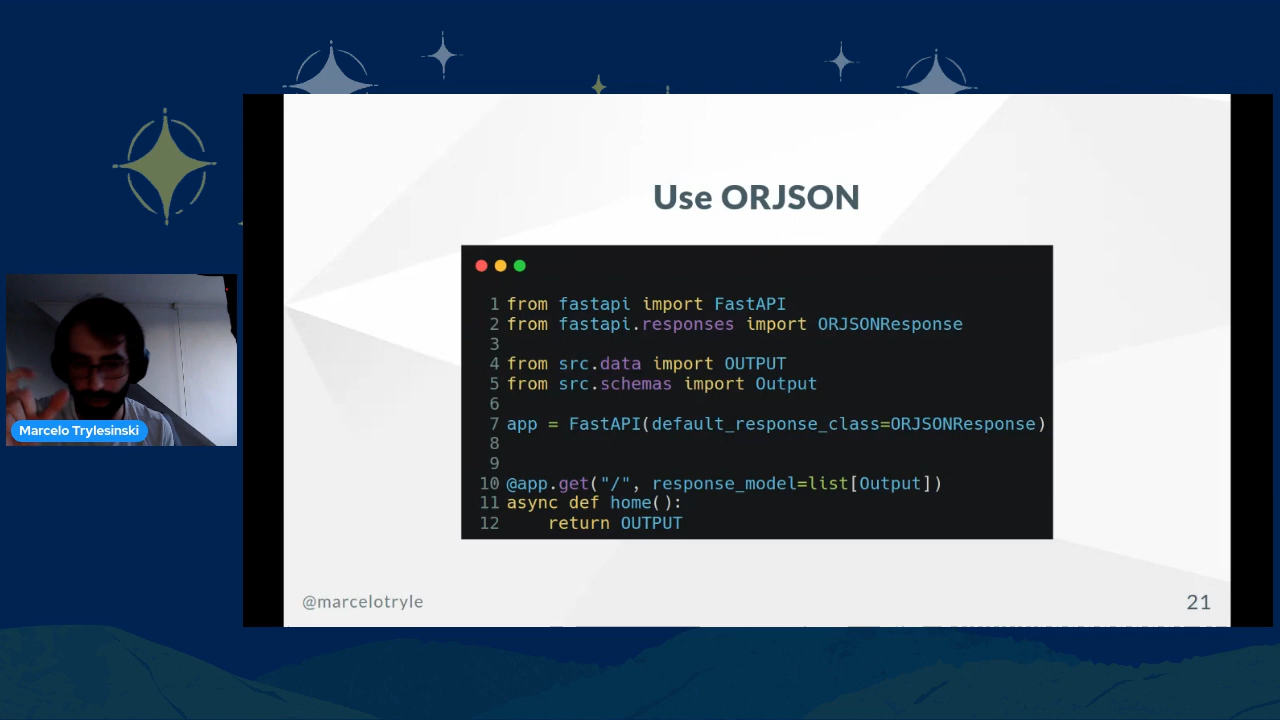 Use ORJSON
1 from fastapi import FastAPI
2 from fastapi.responses import ORJSONResponse
3
4 from src.data import OUTPUT
5 from src.schemas import Output
6
7 app = FastAPI(default_response_class=ORJSONResponse)
8
9
10 @app.get("/", response_model=list[Output])
11 async def home():
12     return OUTPUT
Marcelo Trylesinski
@marcelotryle
21